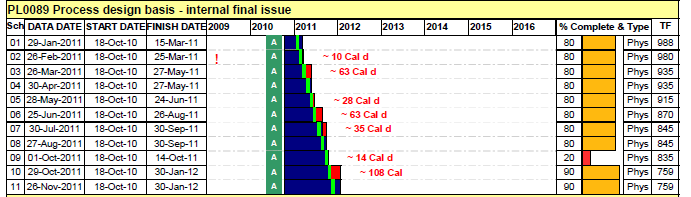 PL0089 Process design basis - internal final issue
Sch DATA DATE START DATE FINISH DATE 2009 2010 2011 2012 2013 2014 2015 2016 % Complete & Type TF
01 29-Jan-2011 18-Oct-10 15-Mar-11 A 80 Phys 988
02 26-Feb-2011 18-Oct-10 25-Mar-11 ! A ~ 10 Cal d 80 Phys 980
03 26-Mar-2011 18-Oct-10 27-May-11 A ~ 63 Cal d 80 Phys 935
04 30-Apr-2011 18-Oct-10 27-May-11 A 80 Phys 935
05 28-May-2011 18-Oct-10 24-Jun-11 A ~ 28 Cal d 80 Phys 915
06 25-Jun-2011 18-Oct-10 26-Aug-11 A ~ 63 Cal d 80 Phys 870
07 30-Jul-2011 18-Oct-10 30-Sep-11 A ~ 35 Cal d 80 Phys 845
08 27-Aug-2011 18-Oct-10 30-Sep-11 A 80 Phys 845
09 01-Oct-2011 18-Oct-10 14-Oct-11 A ~ 14 Cal d 20 Phys 835
10 29-Oct-2011 18-Oct-10 30-Jan-12 A ~ 108 Cal 90 Phys 759
11 26-Nov-2011 18-Oct-10 30-Jan-12 A 90 Phys 759